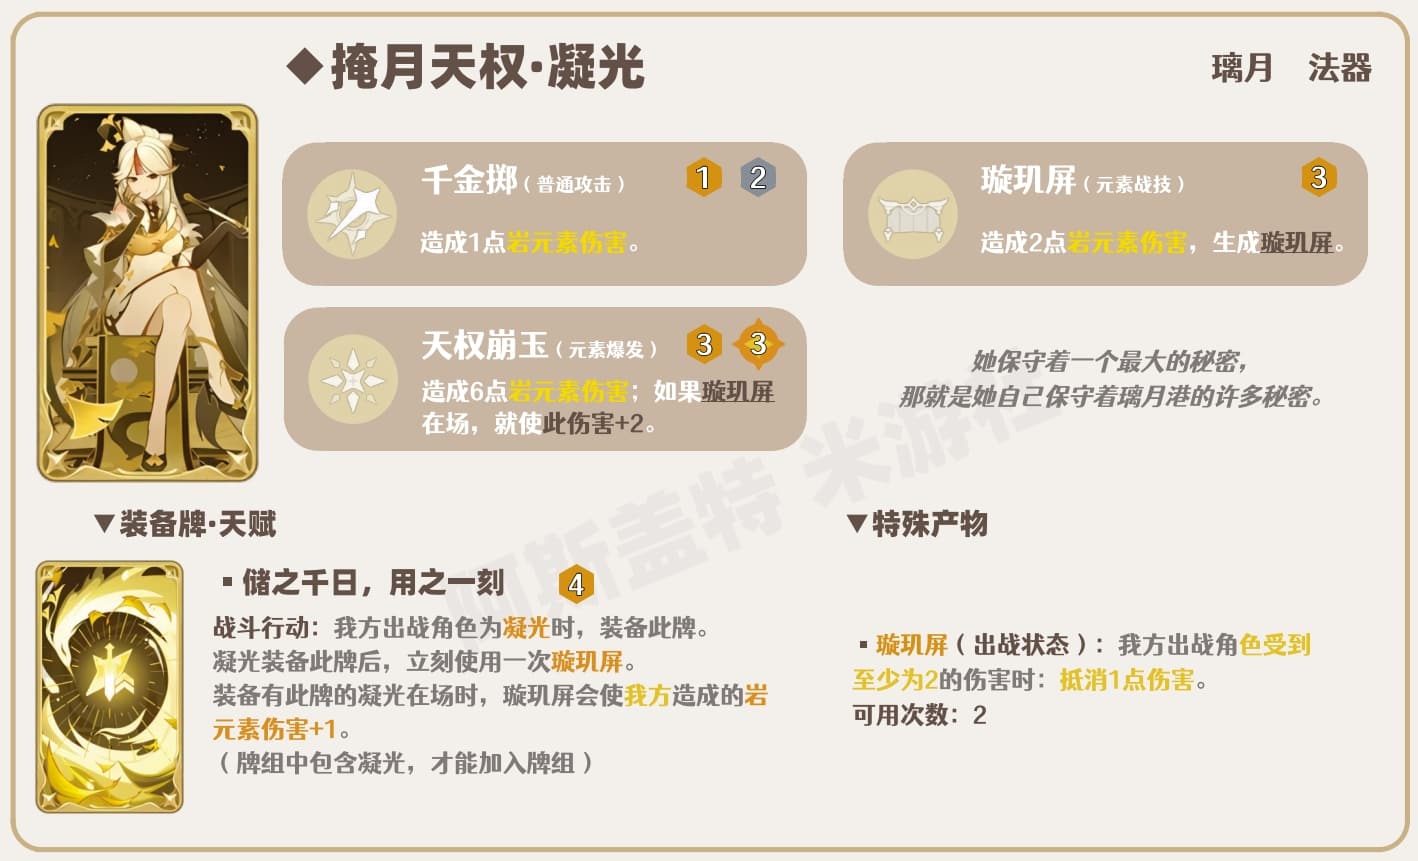 ◆掩月天权·凝光
璃月 法器
千金掷（普通攻击） 1 2
造成1点岩元素伤害。
璇玑屏（元素战技） 3
造成2点岩元素伤害，生成璇玑屏。
天权崩玉（元素爆发） 3 3
造成6点岩元素伤害；如果璇玑屏
在场，就使此伤害+2。
她保守着一个最大的秘密，
那就是她自己保守着璃月港的许多秘密。
▼装备牌·天赋
▪储之千日，用之一刻 4
战斗行动：我方出战角色为凝光时，装备此牌。
凝光装备此牌后，立刻使用一次璇玑屏。
装备有此牌的凝光在场时，璇玑屏会使我方造成的岩
元素伤害+1。
（牌组中包含凝光，才能加入牌组）
▼特殊产物
▪璇玑屏（出战状态）：我方出战角色受到
至少为2的伤害时：抵消1点伤害。
可用次数：2
阿斯盖特 米游社